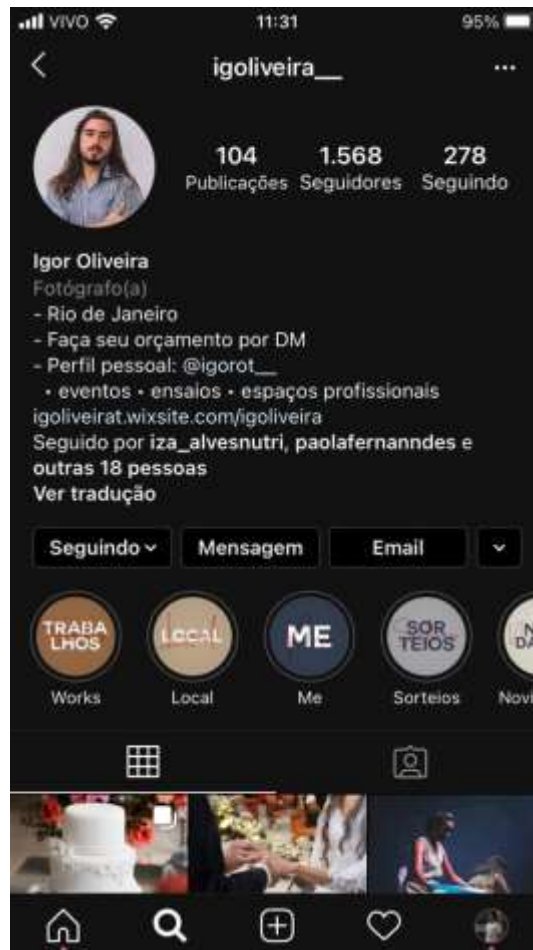 VIVO 11:31 95%
igoliveira__ ...
104 1.568 278
Publicações Seguidores Seguindo
Igor Oliveira
Fotógrafo(a)
- Rio de Janeiro
- Faça seu orçamento por DM
- Perfil pessoal: @igorot__
• eventos • ensaios • espaços profissionais
igoliveirat.wixsite.com/igoliveira
Seguido por iza_alvesnutri, paolafernanndes e
outras 18 pessoas
Ver tradução
Seguindo Mensagem Email
TRABA
LHOS
LOCAL
ME
SOR
TEIOS
N
DA
Works Local Me Sorteios Novi